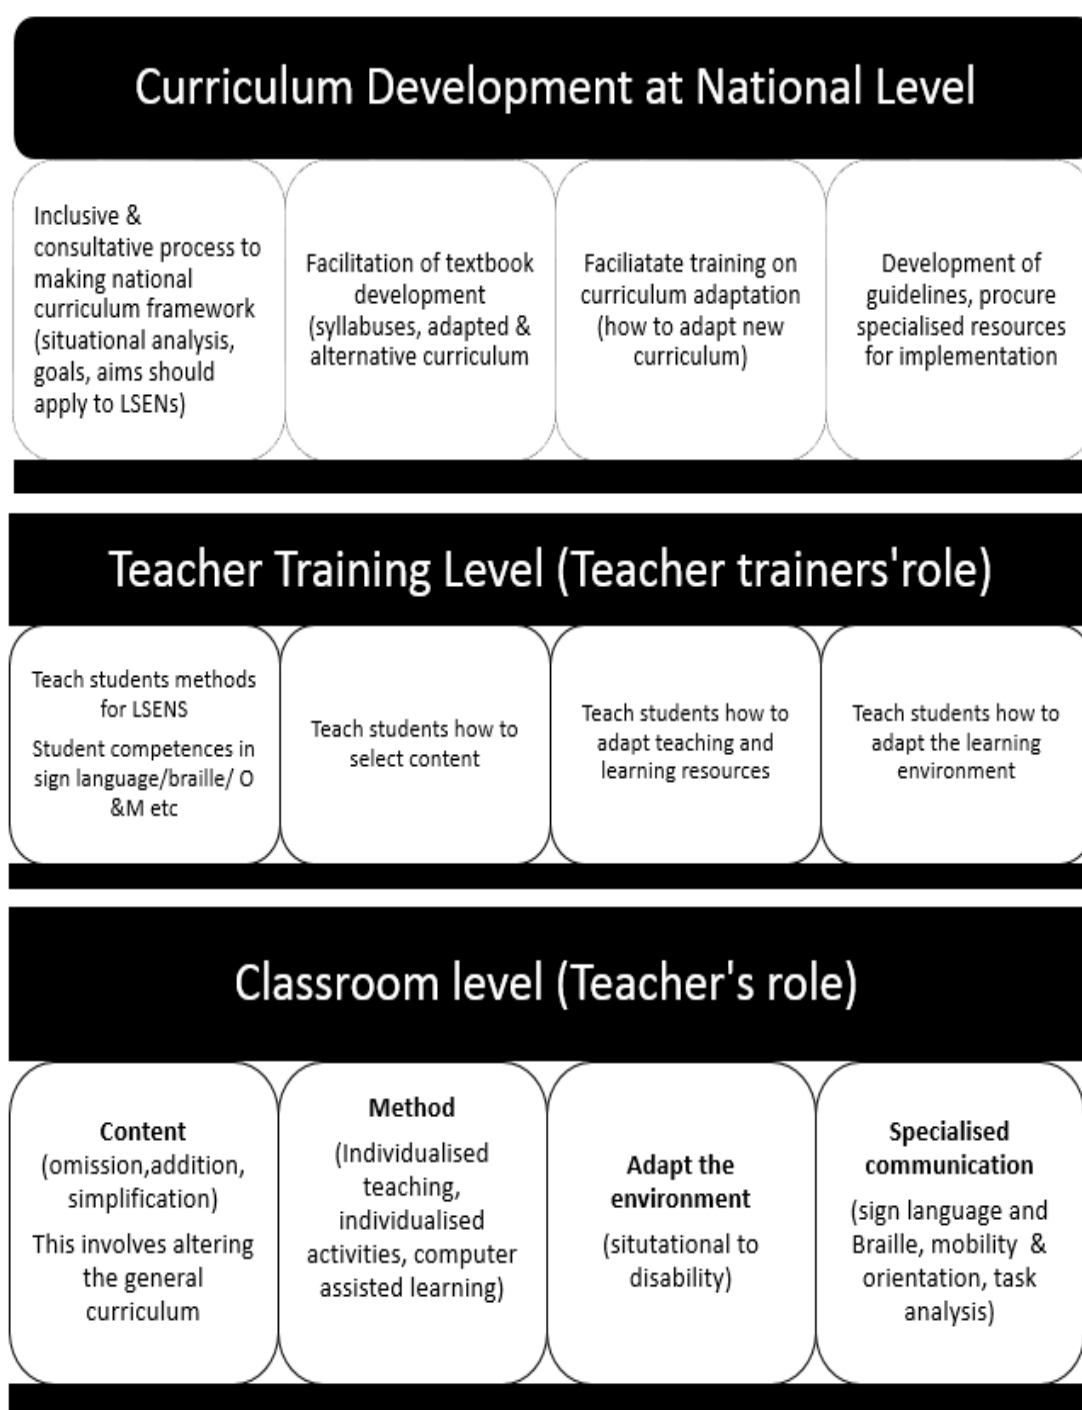 Curriculum Development at National Level
Inclusive &
consultative process to
making national
curriculum framework
(situational analysis,
goals, aims should
apply to LSENs)
Facilitation of textbook
development
(syllabuses, adapted &
alternative curriculum
Faciliatate training on
curriculum adaptation
(how to adapt new
curriculum)
Development of
guidelines, procure
specialised resources
for implementation
Teacher Training Level (Teacher trainers'role)
Teach students methods
for LSENS
Student competences in
sign language/braille/ O
&M etc
Teach students how to
select content
Teach students how to
adapt teaching and
learning resources
Teach students how to
adapt the learning
environment
Classroom level (Teacher's role)
Content
(omission,addition,
simplification)
This involves altering
the general
curriculum
Method
(Individualised
teaching,
individualised
activities, computer
assisted learning)
Adapt the
environment
(situtational to
disability)
Specialised
communication
(sign language and
Braille, mobility &
orientation, task
analysis)